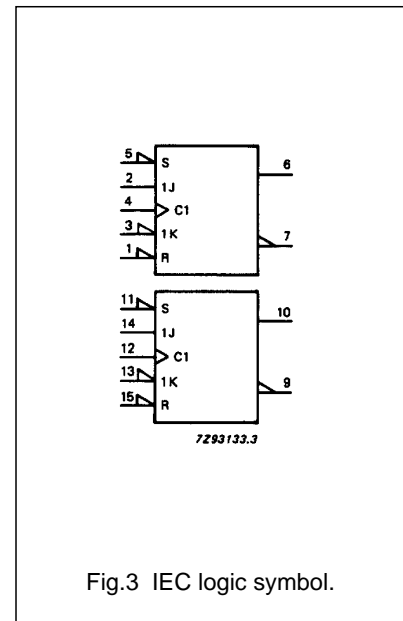 5 S 6
2 1J
4 C1
3 1K 7
1 R
11 S 10
14 1J
12 C1
13 1K 9
15 R
7Z93133.3
Fig.3 IEC logic symbol.